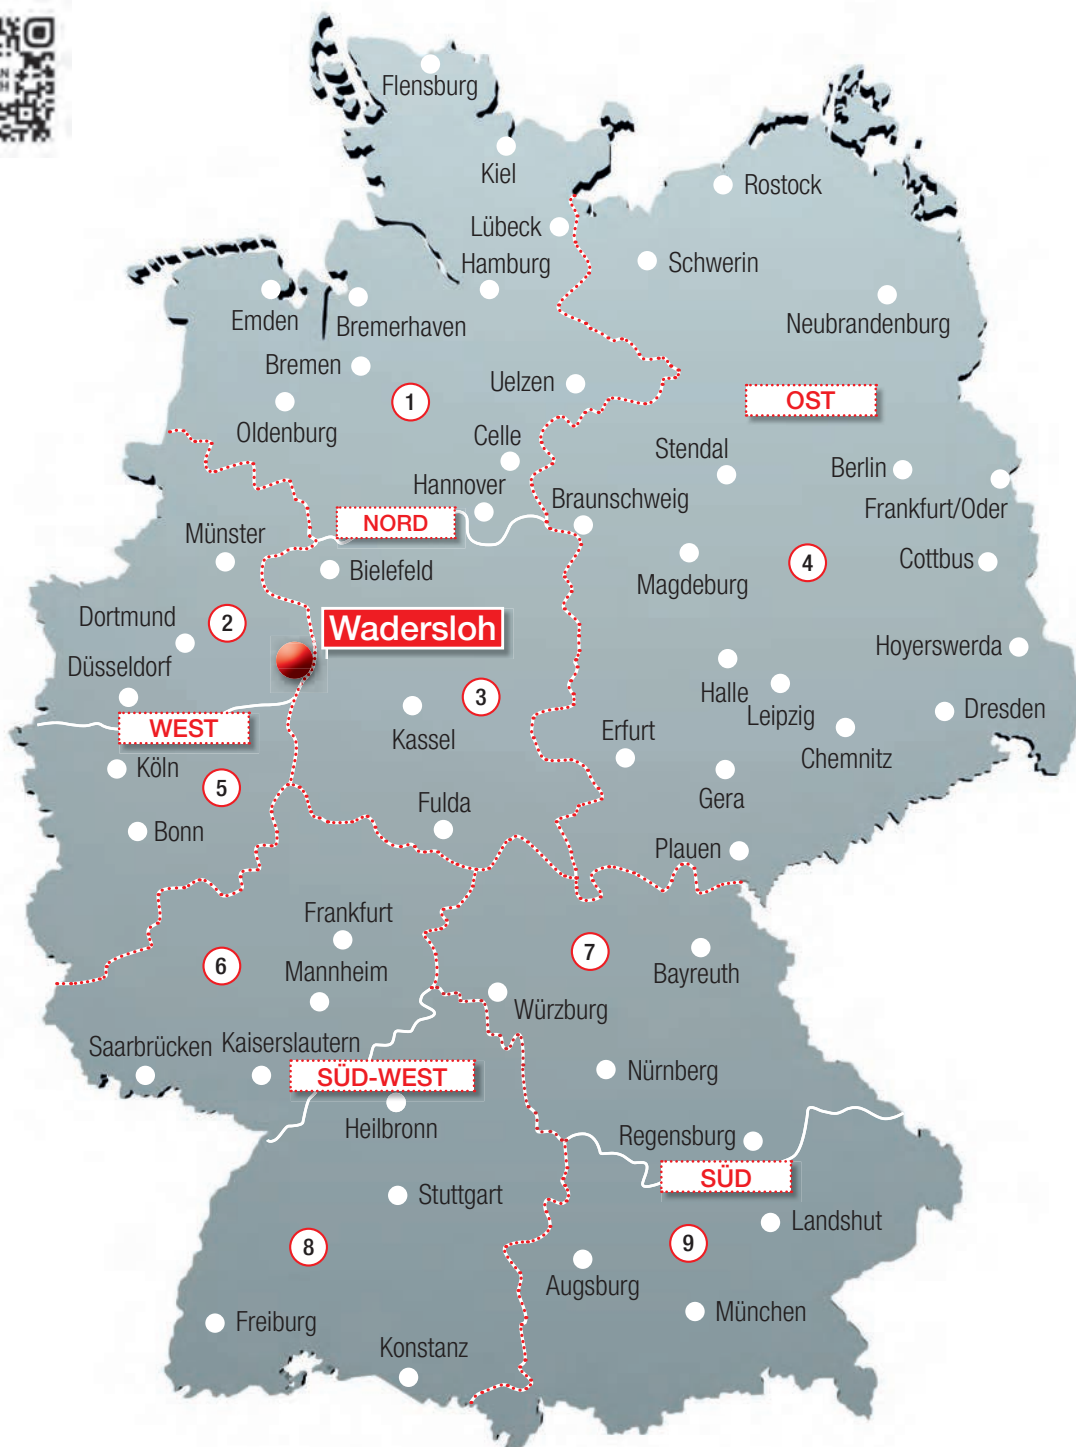 Flensburg
Kiel
Rostock
Lübeck
Schwerin
Hamburg
Emden
Bremerhaven
Neubrandenburg
Bremen
Uelzen
1
OST
Oldenburg
Celle
Stendal
Berlin
Hannover
Braunschweig
Frankfurt/Oder
NORD
Münster
Bielefeld
Magdeburg
4
Cottbus
Dortmund
2
Wadersloh
Hoyerswerda
Düsseldorf
3
Halle
Leipzig
Dresden
WEST
Kassel
Erfurt
Chemnitz
Köln
5
Gera
Fulda
Bonn
Plauen
Frankfurt
6
Mannheim
7
Bayreuth
Würzburg
Saarbrücken
Kaiserslautern
SÜD-WEST
Nürnberg
Heilbronn
Regensburg
SÜD
Stuttgart
Landshut
8
9
Augsburg
Freiburg
München
Konstanz